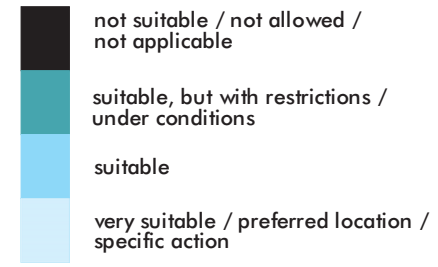 not suitable / not allowed /
not applicable
suitable, but with restrictions /
under conditions
suitable
very suitable / preferred location /
specific action